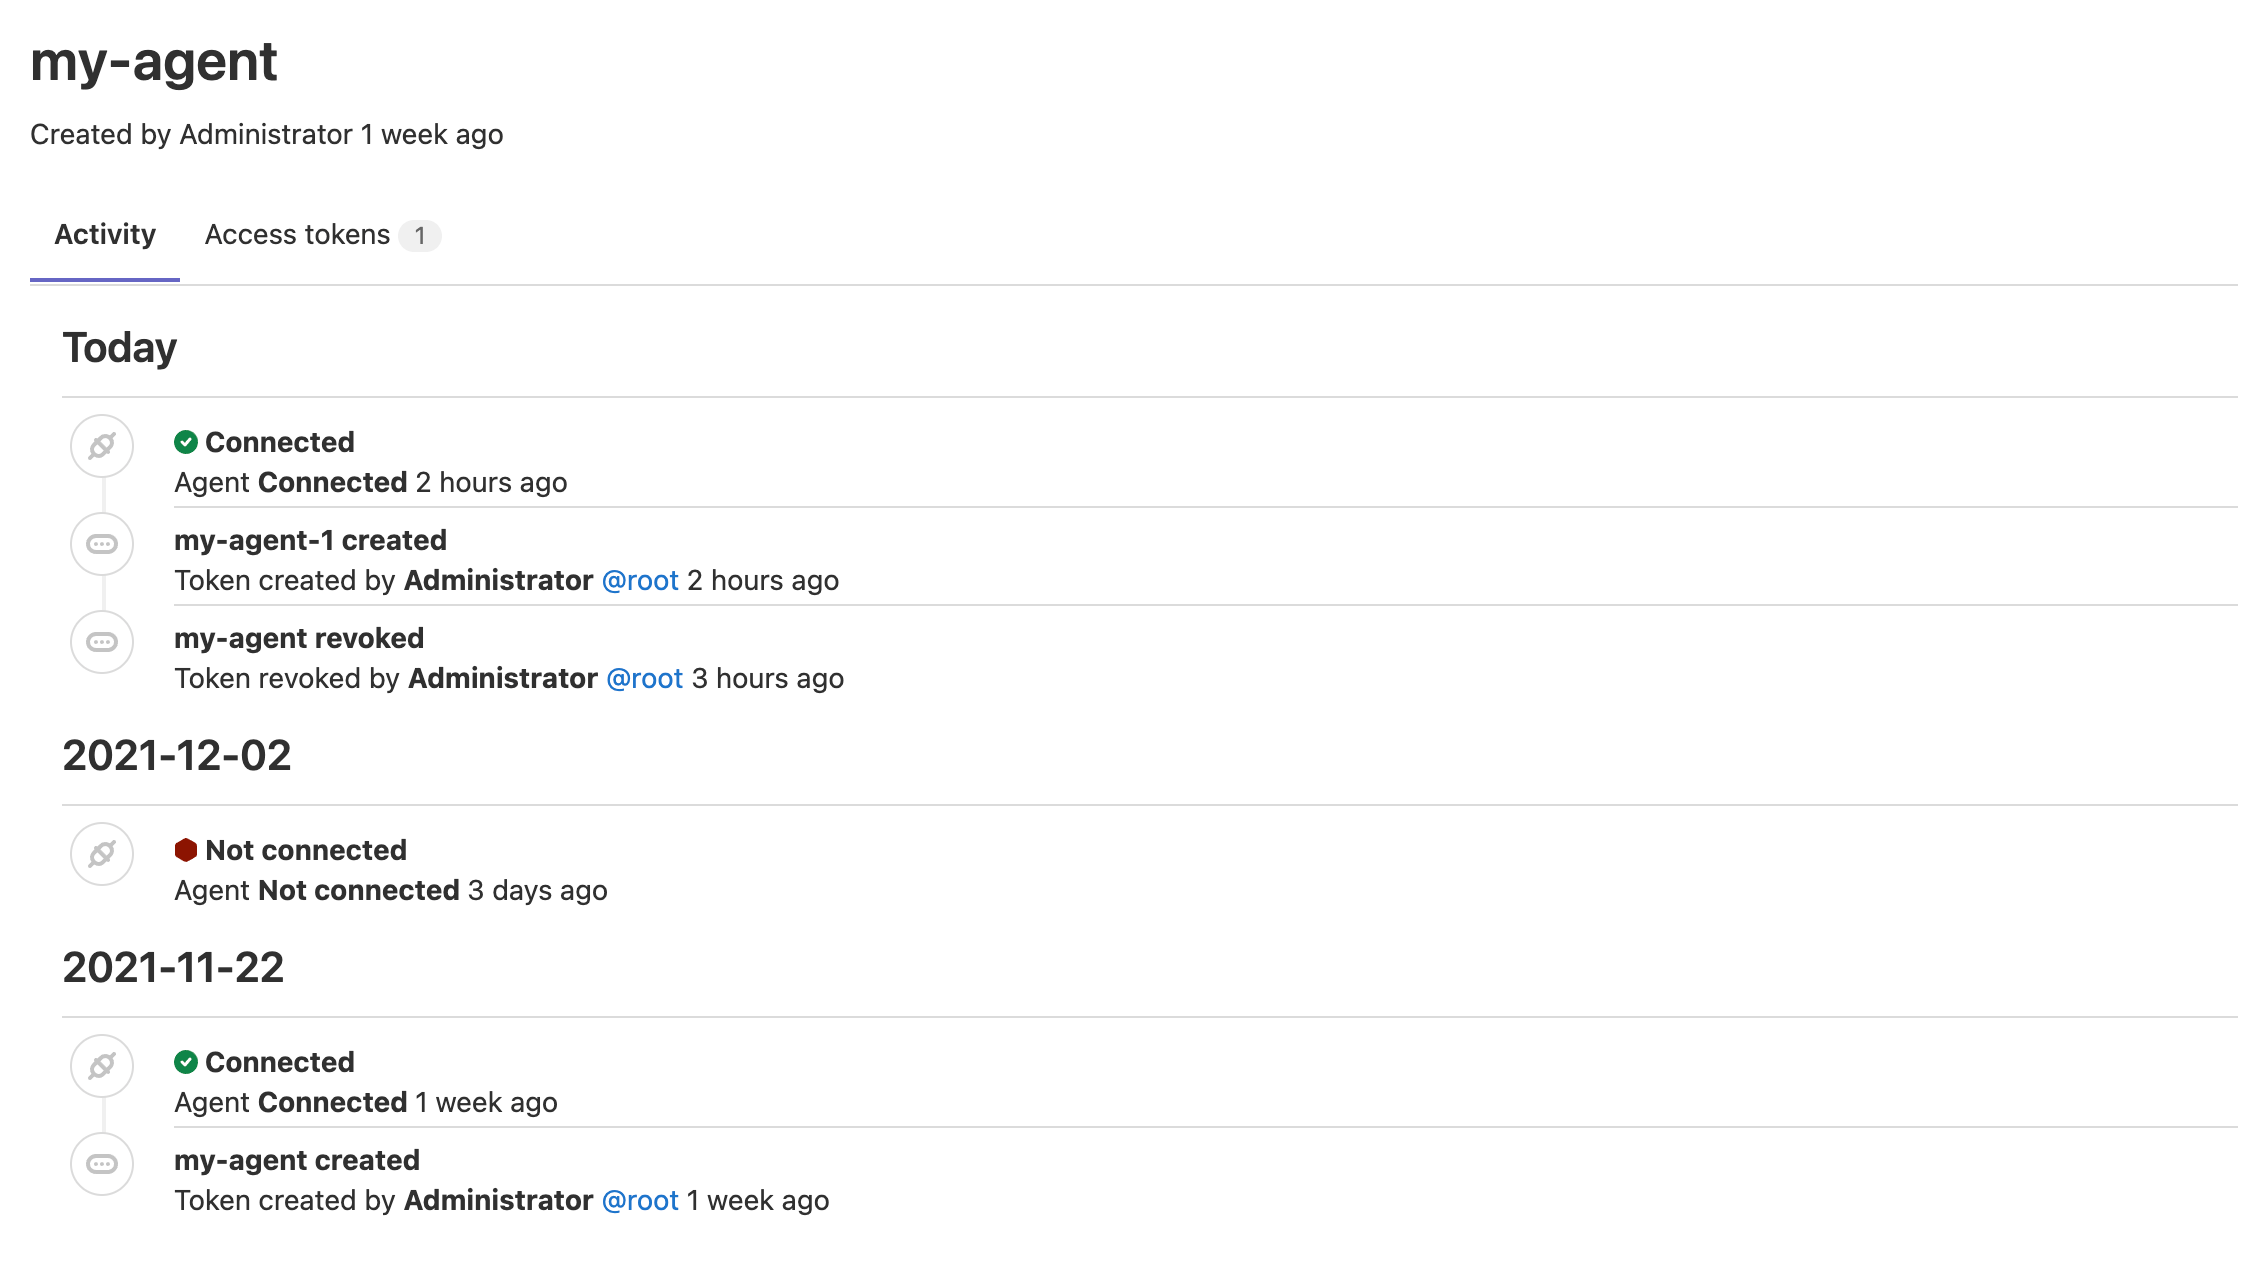 my-agent
Created by Administrator 1 week ago
Activity
Access tokens 1
Today
Connected
Agent Connected 2 hours ago
my-agent-1 created
Token created by Administrator @root 2 hours ago
my-agent revoked
Token revoked by Administrator @root 3 hours ago
2021-12-02
Not connected
Agent Not connected 3 days ago
2021-11-22
Connected
Agent Connected 1 week ago
my-agent created
Token created by Administrator @root 1 week ago